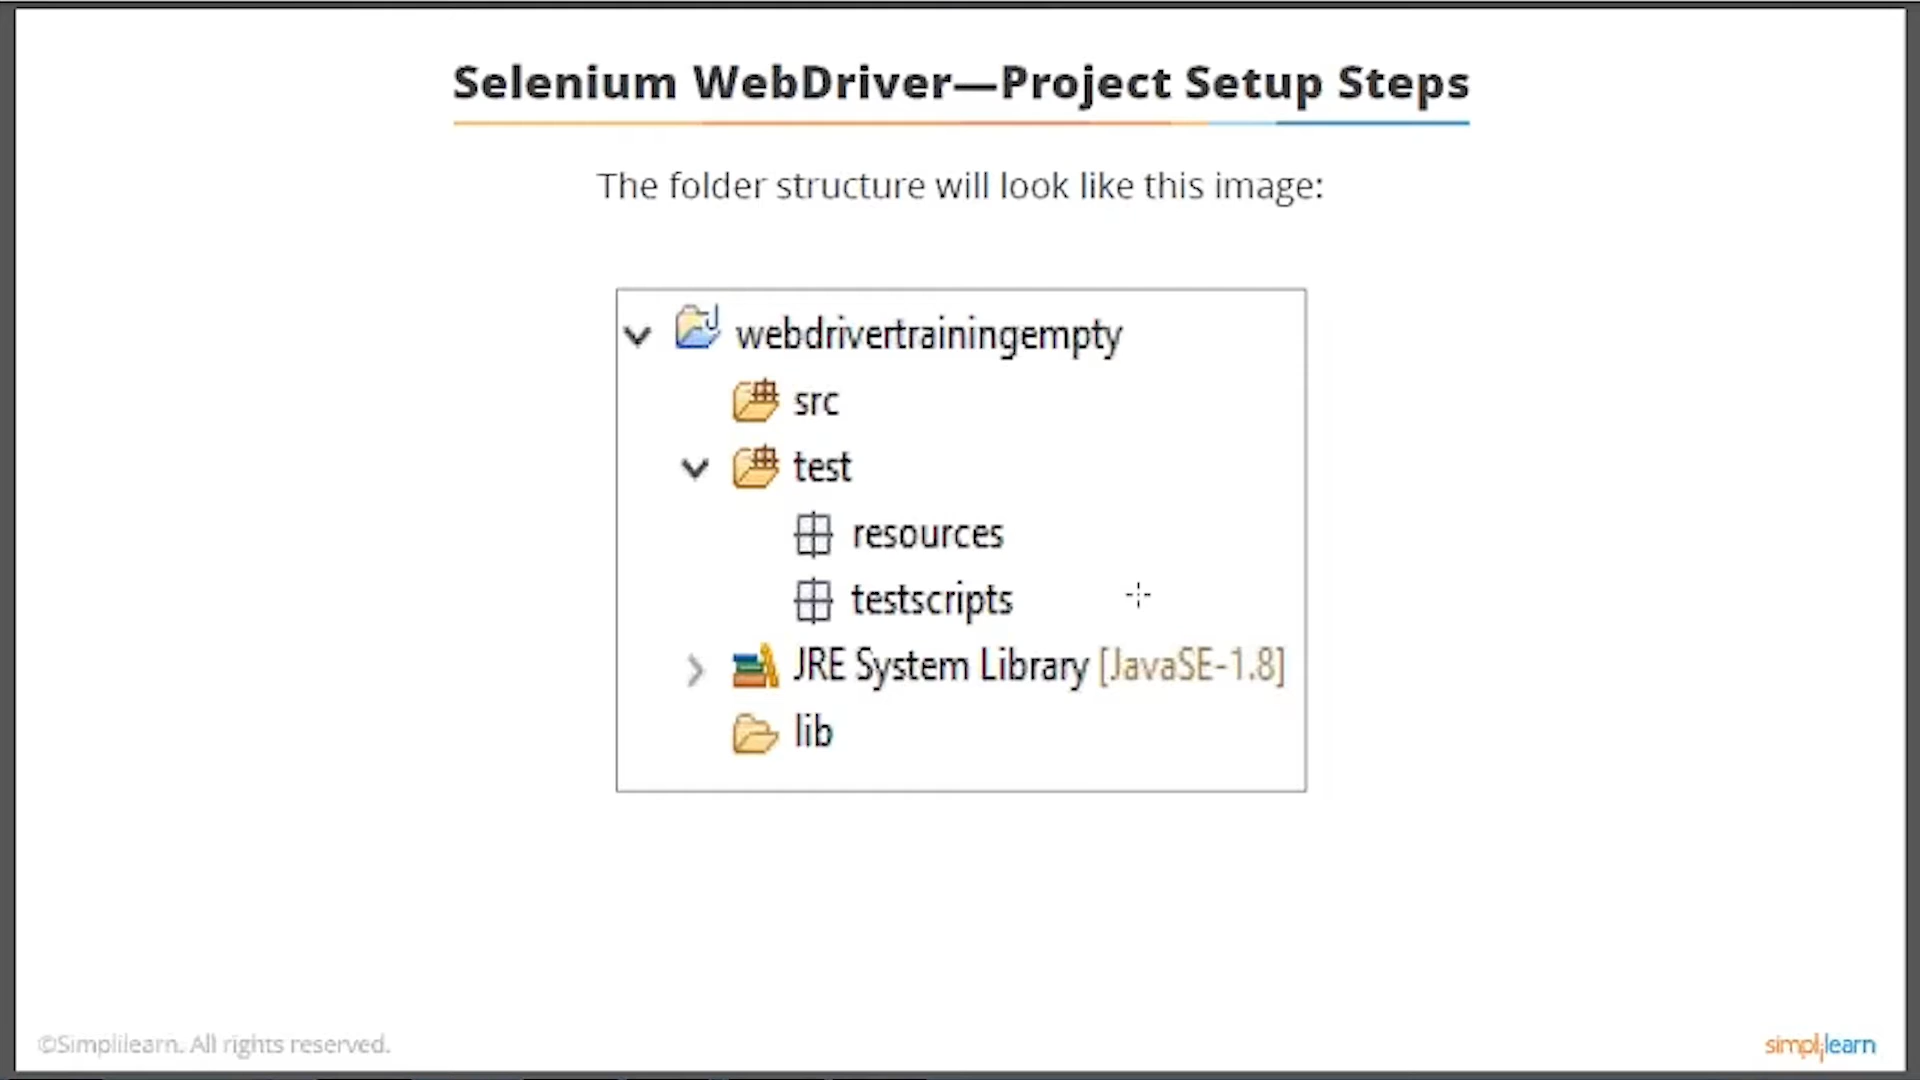 Selenium WebDriver—Project Setup Steps
The folder structure will look like this image:
webdrivertrainingempty
src
test
resources
testscripts
JRE System Library [JavaSE-1.8]
lib
©Simplilearn. All rights reserved.
simplilearn